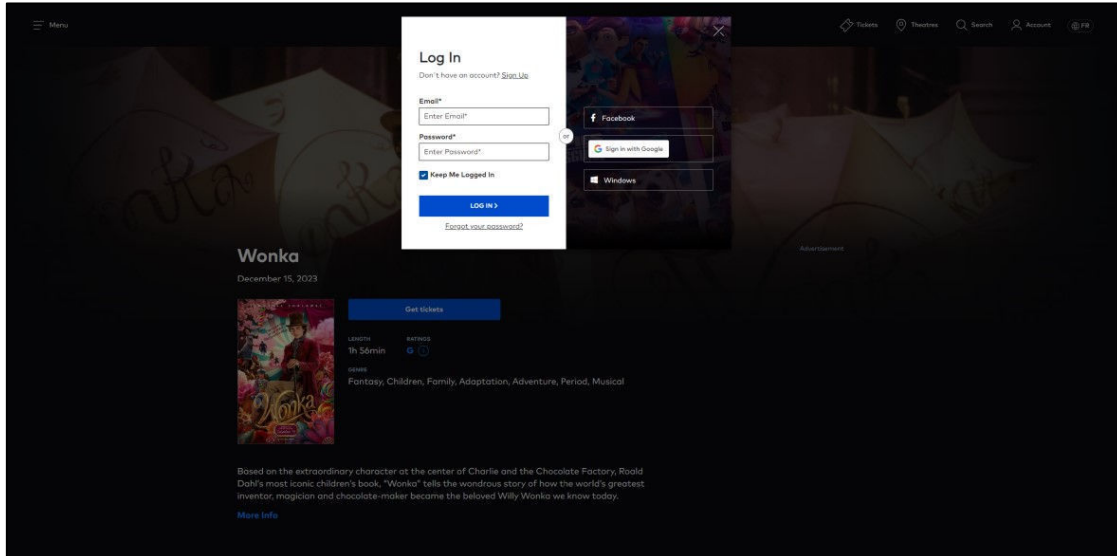 Menu
Tickets
Theatres
Search
Account
FR
Log In
Don't have an account? Sign Up
Email*
Enter Email*
Password*
Enter Password*
Keep Me Logged In
LOG IN >
Forgot your password?
or
Facebook
Sign in with Google
Windows
Advertisement
Wonka
December 15, 2023
Get tickets
LENGTH
RATINGS
1h 56min
G
GENRE
Fantasy, Children, Family, Adaptation, Adventure, Period, Musical
Wonka
Based on the extraordinary character at the center of Charlie and the Chocolate Factory, Roald
Dahl's most iconic children's book, "Wonka" tells the wondrous story of how the world's greatest
inventor, magician and chocolate-maker became the beloved Willy Wonka we know today.
More Info